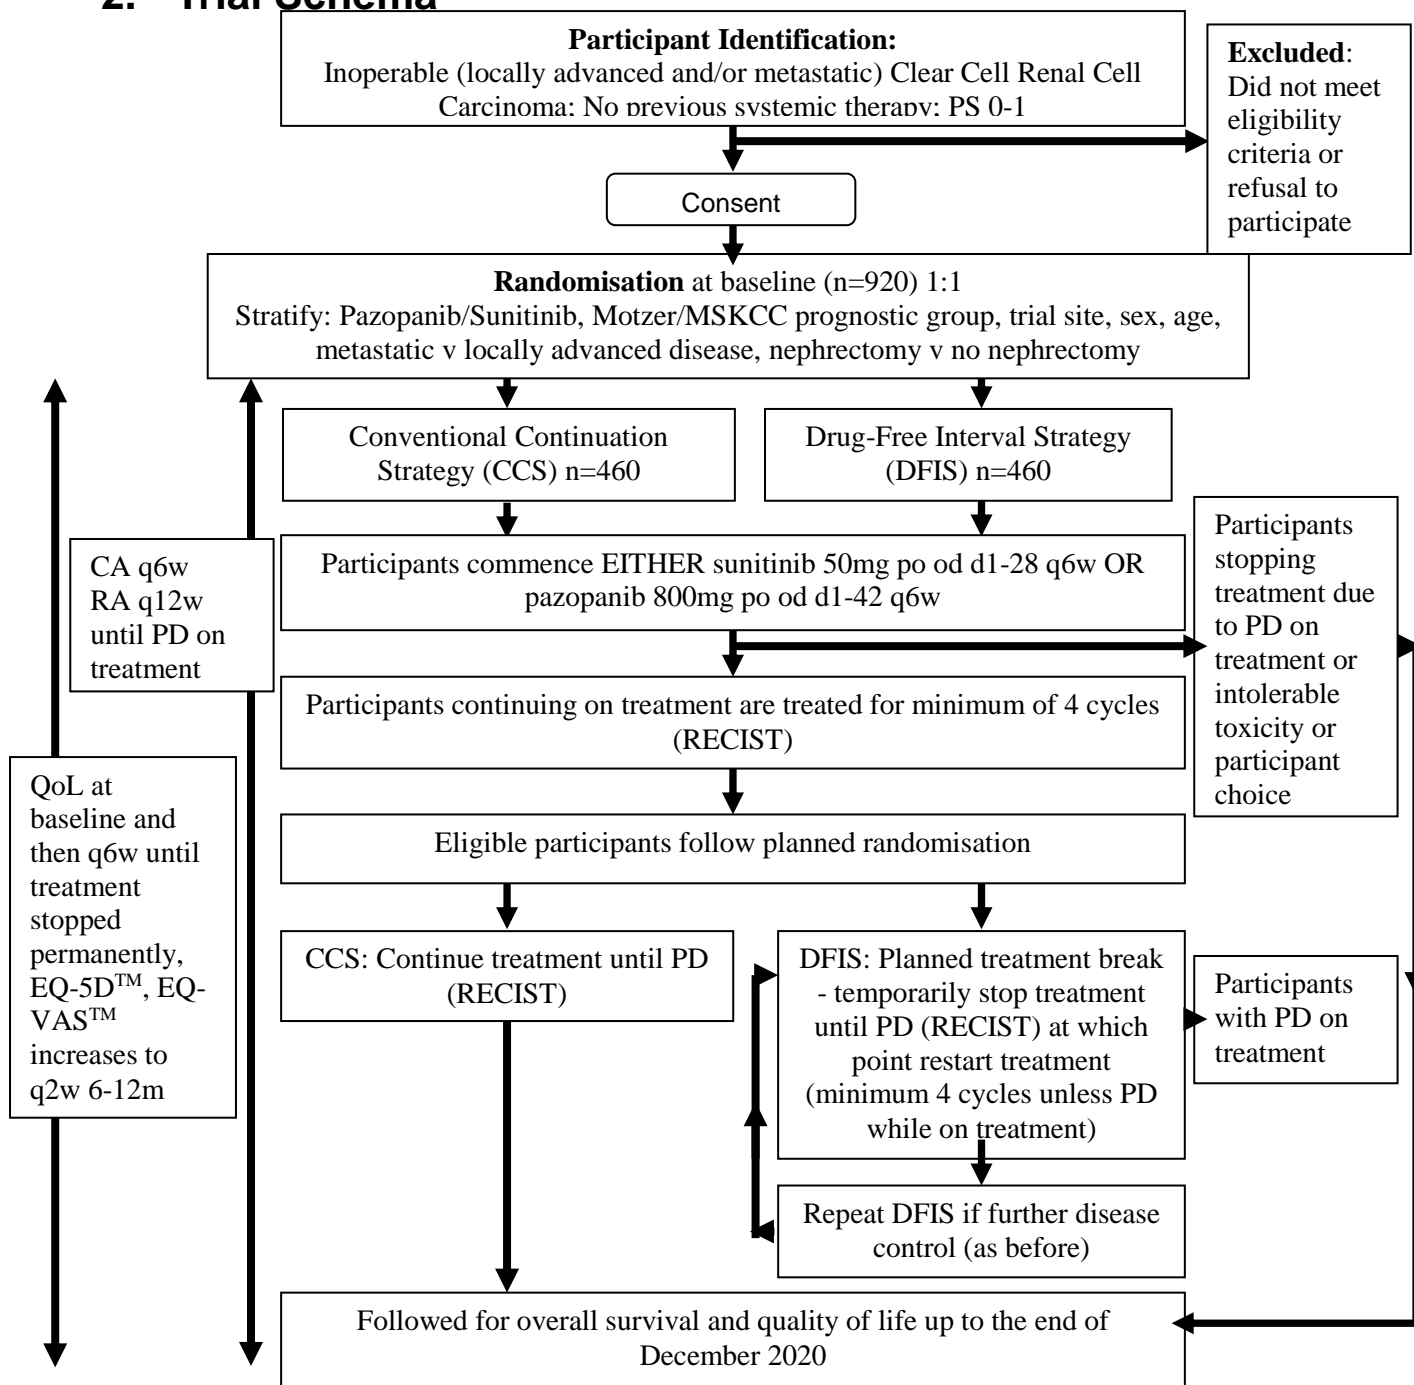 2. Trial Schema
Participant Identification:
Inoperable (locally advanced and/or metastatic) Clear Cell Renal Cell
Carcinoma; No previous systemic therapy; PS 0-1
Excluded:
Did not meet
eligibility
criteria or
refusal to
participate
Consent
Randomisation at baseline (n=920) 1:1
Stratify: Pazopanib/Sunitinib, Motzer/MSKCC prognostic group, trial site, sex, age,
metastatic v locally advanced disease, nephrectomy v no nephrectomy
Conventional Continuation
Strategy (CCS) n=460
Drug-Free Interval Strategy
(DFIS) n=460
CA q6w
RA q12w
until PD on
treatment
Participants commence EITHER sunitinib 50mg po od d1-28 q6w OR
pazopanib 800mg po od d1-42 q6w
Participants
stopping
treatment due
to PD on
treatment or
intolerable
toxicity or
participant
choice
Participants continuing on treatment are treated for minimum of 4 cycles
(RECIST)
QoL at
baseline and
then q6w until
treatment
stopped
permanently,
EQ-5D™, EQ-
VAS™
increases to
q2w 6-12m
Eligible participants follow planned randomisation
CCS: Continue treatment until PD
(RECIST)
DFIS: Planned treatment break
- temporarily stop treatment
until PD (RECIST) at which
point restart treatment
(minimum 4 cycles unless PD
while on treatment)
Participants
with PD on
treatment
Repeat DFIS if further disease
control (as before)
Followed for overall survival and quality of life up to the end of
December 2020